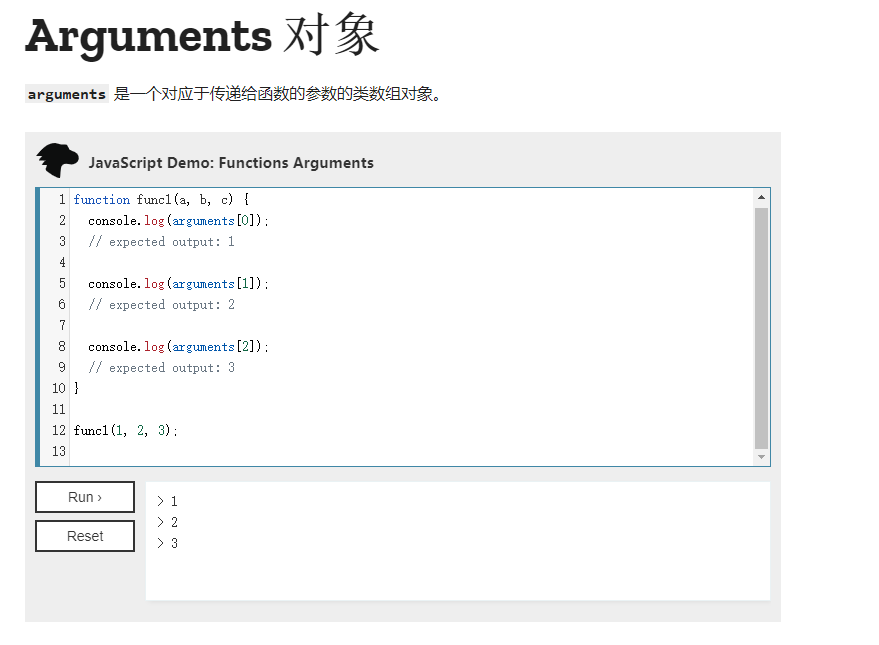 Arguments 对象
arguments 是一个对应于传递给函数的参数的类数组对象。
JavaScript Demo: Functions Arguments
1 function func1(a, b, c) {
2   console.log(arguments[0]);
3   // expected output: 1
4
5   console.log(arguments[1]);
6   // expected output: 2
7
8   console.log(arguments[2]);
9   // expected output: 3
10 }
11
12 func1(1, 2, 3);
13
Run ›
Reset
> 1
> 2
> 3